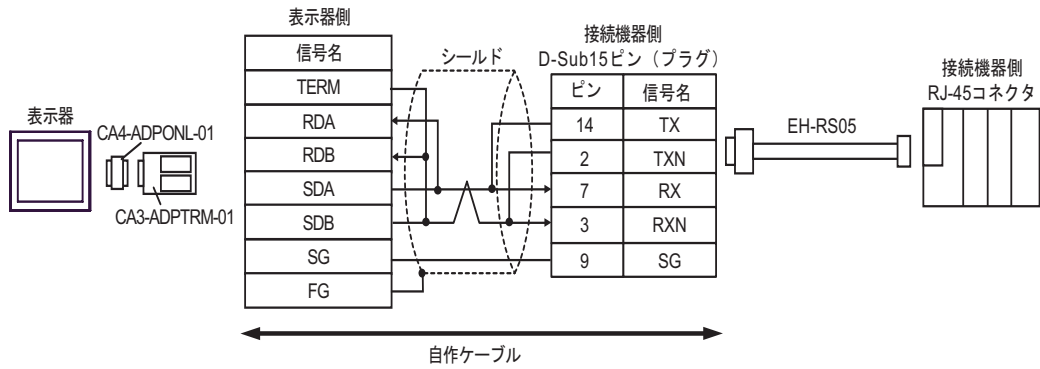 表示器側
接続機器側
D-Sub15ピン（プラグ）
接続機器側
RJ-45コネクタ
表示器
CA4-ADPONL-01
CA3-ADPTRM-01
シールド
信号名
TERM
RDA
RDB
SDA
SDB
SG
FG
ピン 信号名
14 TX
2 TXN
7 RX
3 RXN
9 SG
EH-RS05
自作ケーブル